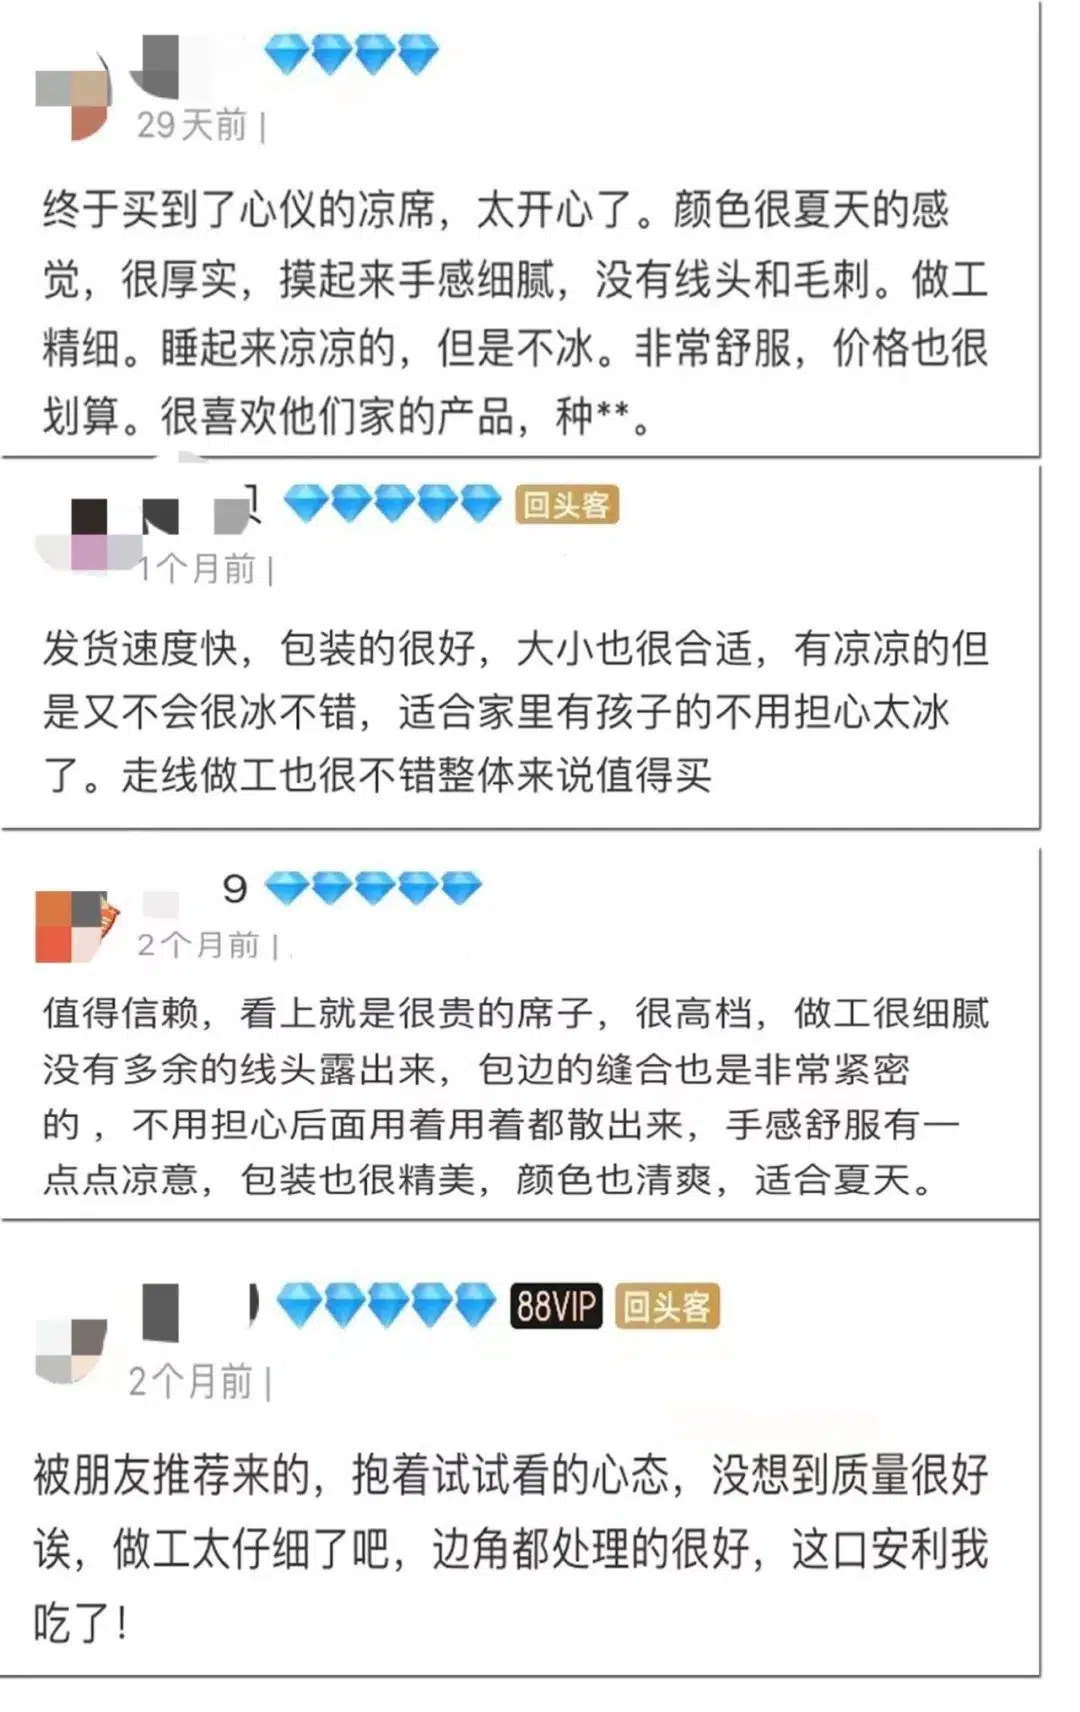 29天前 |
终于买到了心仪的凉席，太开心了。颜色很夏天的感
觉，很厚实，摸起来手感细腻，没有线头和毛刺。做工
精细。睡起来凉凉的，但是不冰。非常舒服，价格也很
划算。很喜欢他们家的产品，种**。
回头客
1个月前 |
发货速度快，包装的很好，大小也很合适，有凉凉的但
是又不会很冰不错，适合家里有孩子的不用担心太冰
了。走线做工也很不错整体来说值得买
9
2个月前 |
值得信赖，看上就是很贵的席子，很高档，做工很细腻
没有多余的线头露出来，包边的缝合也是非常紧密
的，不用担心后面用着用着都散出来，手感舒服有一
点点凉意，包装也很精美，颜色也清爽，适合夏天。
88VIP 回头客
2个月前 |
被朋友推荐来的，抱着试试看的心态，没想到质量很好
诶，做工太仔细了吧，边角都处理的很好，这口安利我
吃了！